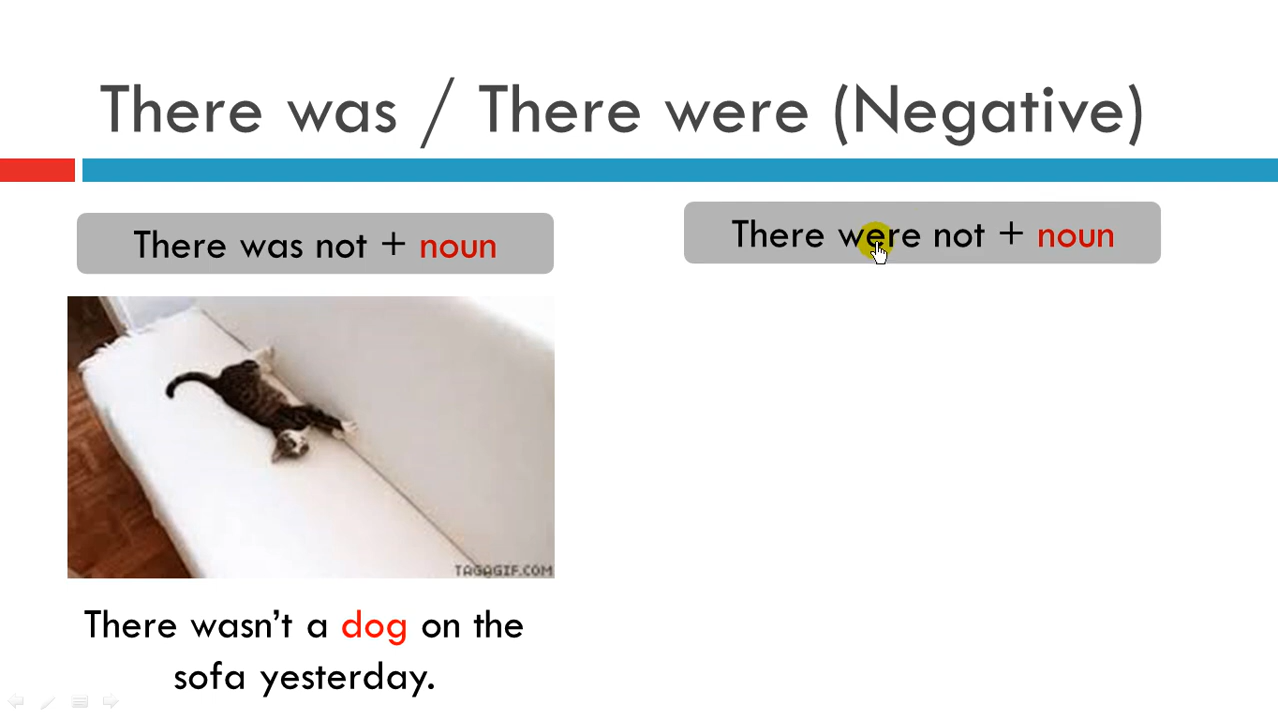 There was / There were (Negative)
There was not + noun
There were not + noun
TAGAGIF.COM
There wasn’t a dog on the
sofa yesterday.